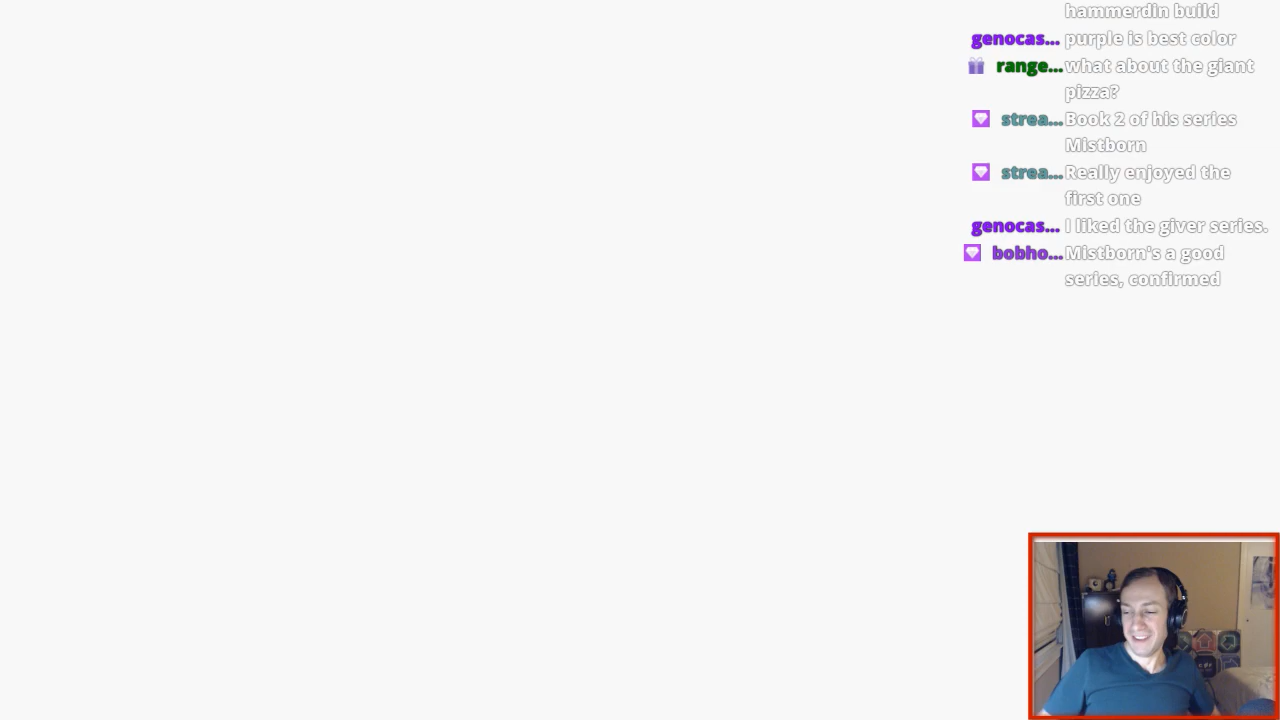 hammerdin build
genocas... purple is best color
range... what about the giant
pizza?
strea... Book 2 of his series
Mistborn
strea... Really enjoyed the
first one
genocas... I liked the giver series.
bobho... Mistborn's a good
series, confirmed